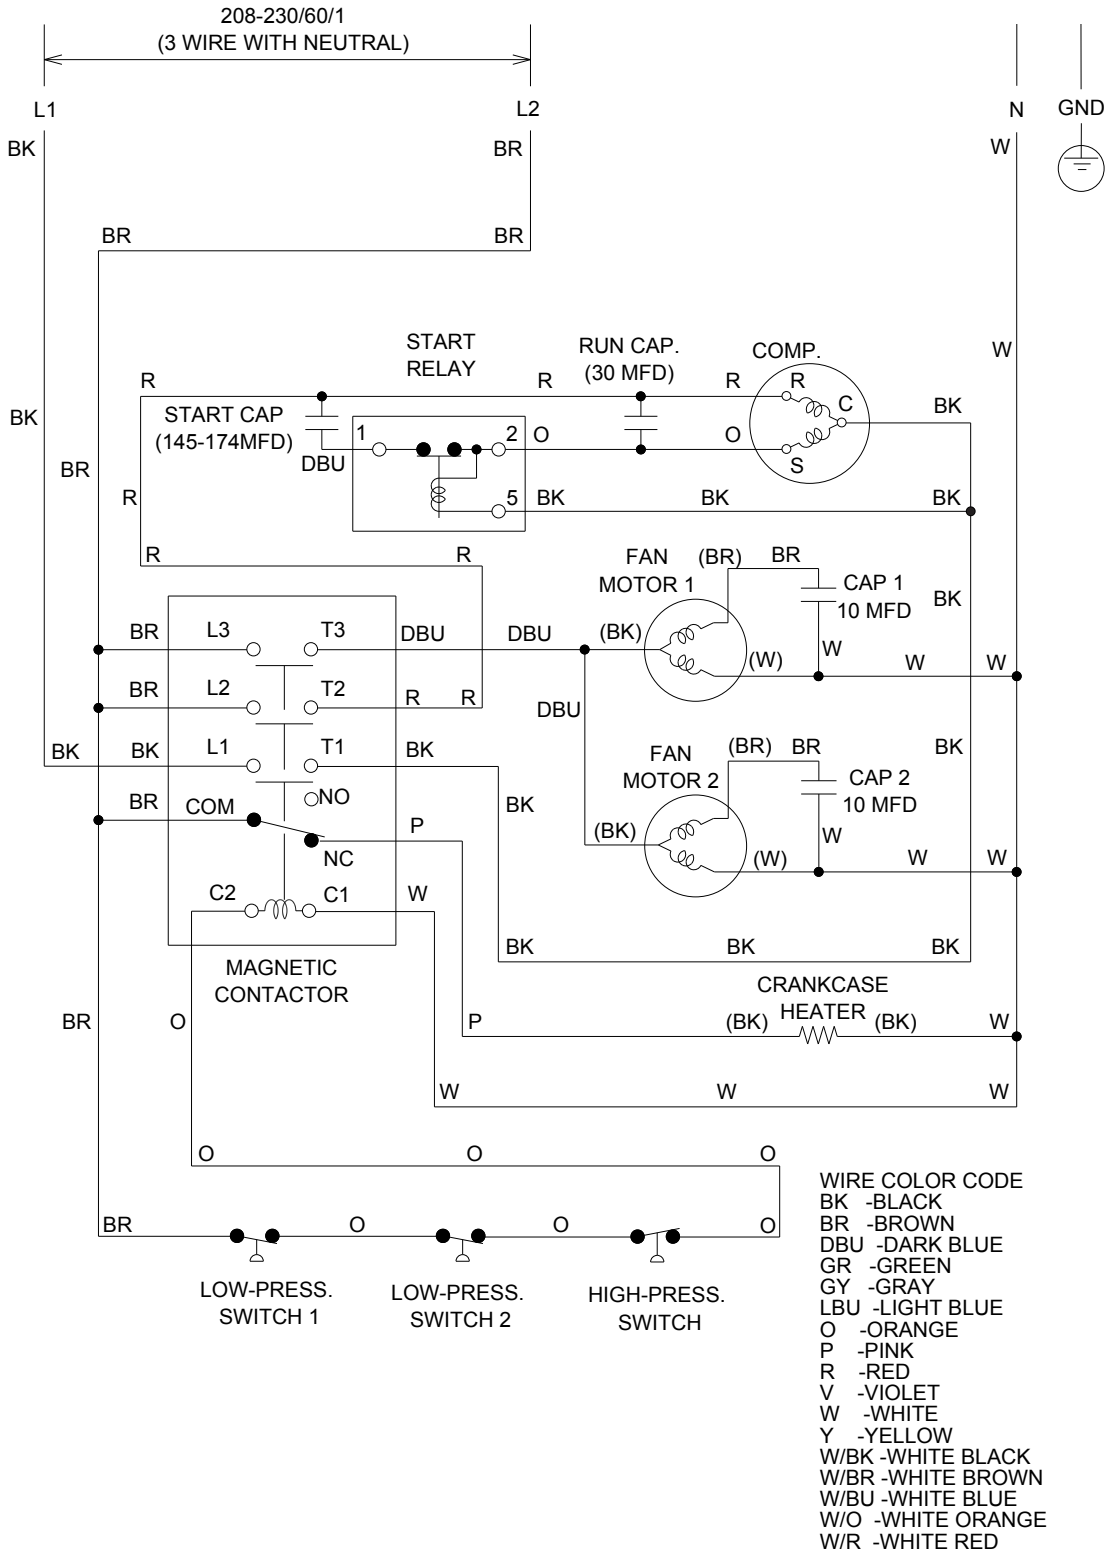 208-230/60/1
(3 WIRE WITH NEUTRAL)
L1 L2 N GND
BK BR W
BR BR
START RELAY
RUN CAP. (30 MFD)
COMP.
W
R R R R
C
BK
BK
START CAP (145-174MFD)
1 2 O O
S
DBU
BR
R
5 BK BK BK
R R
FAN MOTOR 1
(BR) BR
CAP 1
10 MFD
BK
BR L3 T3 DBU DBU (BK)
W
(W) W W
BR L2 T2 R R
DBU
BK BK L1 T1 BK
FAN MOTOR 2
(BR) BR
BK
CAP 2
10 MFD
BR COM NO
BK
P
(BK)
W
NC
(W) W W
C2 C1 W
BK BK BK
MAGNETIC CONTACTOR
CRANKCASE HEATER
BR O P (BK) (BK) W
W W W
O O O
BR O O O
LOW-PRESS. SWITCH 1
LOW-PRESS. SWITCH 2
HIGH-PRESS. SWITCH
WIRE COLOR CODE
BK -BLACK
BR -BROWN
DBU -DARK BLUE
GR -GREEN
GY -GRAY
LBU -LIGHT BLUE
O -ORANGE
P -PINK
R -RED
V -VIOLET
W -WHITE
Y -YELLOW
W/BK -WHITE BLACK
W/BR -WHITE BROWN
W/BU -WHITE BLUE
W/O -WHITE ORANGE
W/R -WHITE RED